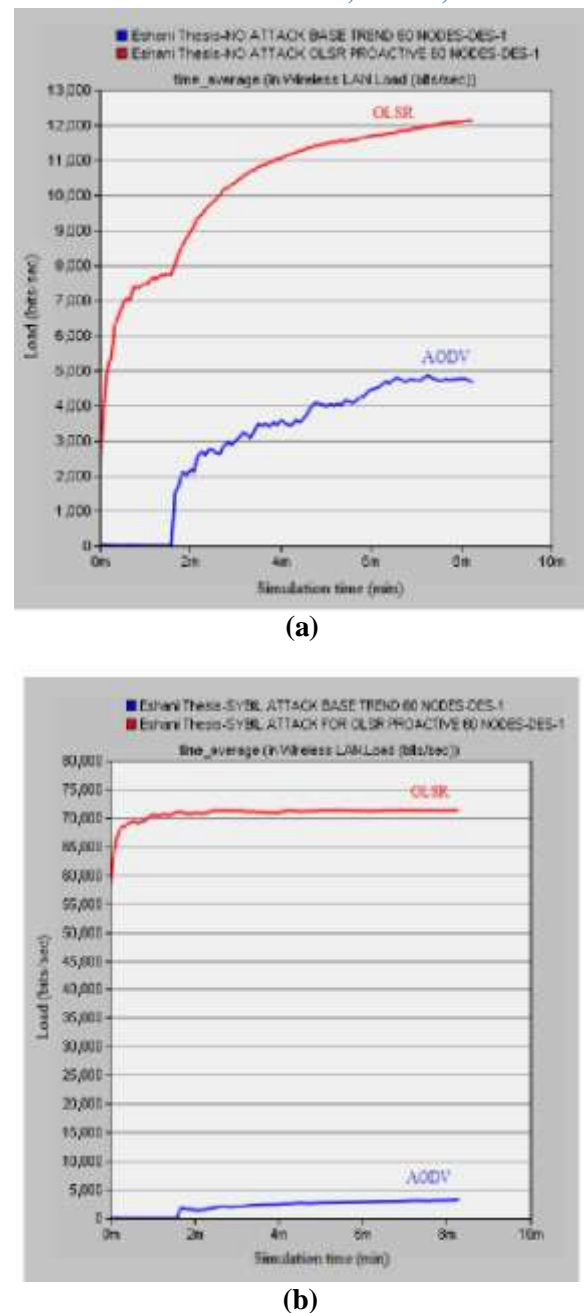 Eshani Thesis-NO ATTACK BASE TREND 60 NODES-DES-1
Eshani Thesis-NO ATTACK OLSR PROACTIVE 60 NODES-DES-1
time_average (in Wireless LAN.Load (bits/sec))
13,000
12,000
11,000
10,000
9,000
8,000
7,000
6,000
5,000
4,000
3,000
2,000
1,000
0
Load (bits/sec)
OLSR
AODV
0m
2m
4m
6m
8m
10m
Simulation time (min)
(a)
Eshani Thesis-SYBIL ATTACK BASE TREND 60 NODES-DES-1
Eshani Thesis-SYBIL ATTACK FOR OLSR PROACTIVE 60 NODES-DES-1
time_average (in Wireless LAN.Load (bits/sec))
80,000
75,000
70,000
65,000
60,000
55,000
50,000
45,000
40,000
35,000
30,000
25,000
20,000
15,000
10,000
5,000
0
Load (bits/sec)
OLSR
AODV
0m
2m
4m
6m
8m
10m
Simulation time (min)
(b)